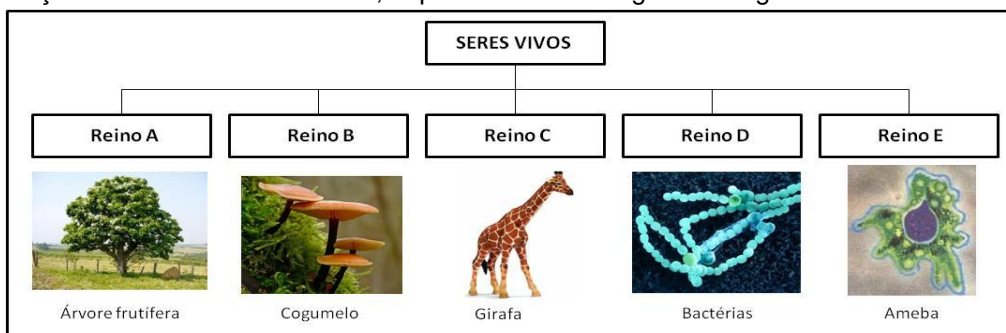 SERES VIVOS
Reino A Reino B Reino C Reino D Reino E
Árvore frutífera Cogumelo Girafa Bactérias Ameba